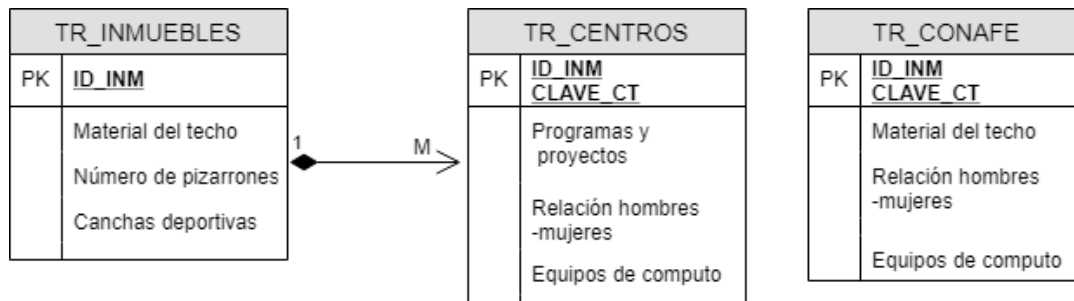 TR_INMUEBLES
PK ID_INM
Material del techo
Número de pizarrones
Canchas deportivas
1
M
TR_CENTROS
PK ID_INM
CLAVE_CT
Programas y
proyectos
Relación hombres
-mujeres
Equipos de computo
TR_CONAFE
PK ID_INM
CLAVE_CT
Material del techo
Relación hombres
-mujeres
Equipos de computo